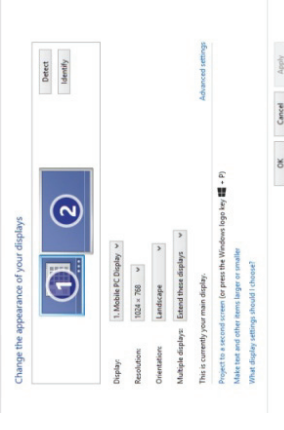 Change the appearance of your displays
Detect
Identify
1
2
Display: 1. Mobile PC Display
Resolution: 1024 × 768
Orientation: Landscape
Multiple displays: Extend these displays
This is currently your main display.
Advanced settings
Project to a second screen (or press the Windows logo key + P)
Make text and other items larger or smaller
What display settings should I choose?
OK Cancel Apply